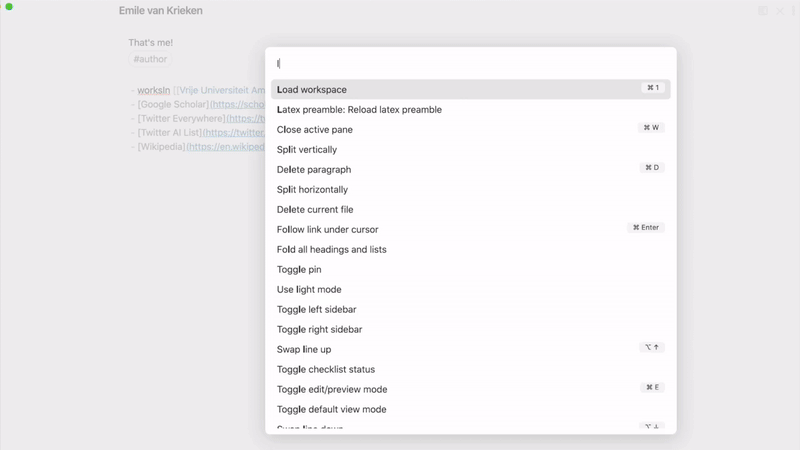 Emile van Krieken
That's me!
#author
- worksIn [[Vrije Universiteit Am
- [Google Scholar](https://scho
- [Twitter Everywhere](https://t
- [Twitter AI List](https://twitter.
- [Wikipedia](https://en.wikiped
l
Load workspace ⌘ 1
Latex preamble: Reload latex preamble
Close active pane ⌘ W
Split vertically
Delete paragraph ⌘ D
Split horizontally
Delete current file
Follow link under cursor ⌘ Enter
Fold all headings and lists
Toggle pin
Use light mode
Toggle left sidebar
Toggle right sidebar
Swap line up ⌥ ↑
Toggle checklist status
Toggle edit/preview mode ⌘ E
Toggle default view mode
Swap line down ⌥ ↓